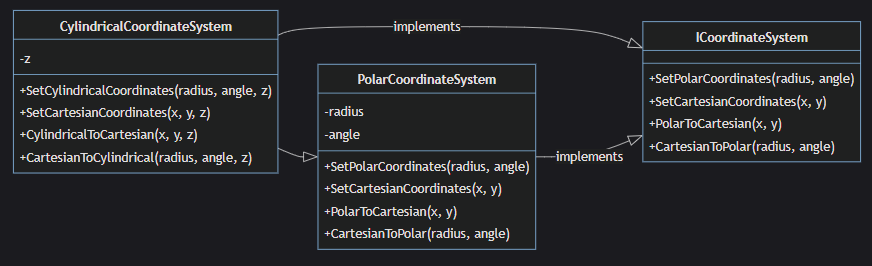 CylindricalCoordinateSystem
-z
+SetCylindricalCoordinates(radius, angle, z)
+SetCartesianCoordinates(x, y, z)
+CylindricalToCartesian(x, y, z)
+CartesianToCylindrical(radius, angle, z)
implements
PolarCoordinateSystem
-radius
-angle
+SetPolarCoordinates(radius, angle)
+SetCartesianCoordinates(x, y)
+PolarToCartesian(x, y)
+CartesianToPolar(radius, angle)
implements
ICoordinateSystem
+SetPolarCoordinates(radius, angle)
+SetCartesianCoordinates(x, y)
+PolarToCartesian(x, y)
+CartesianToPolar(radius, angle)